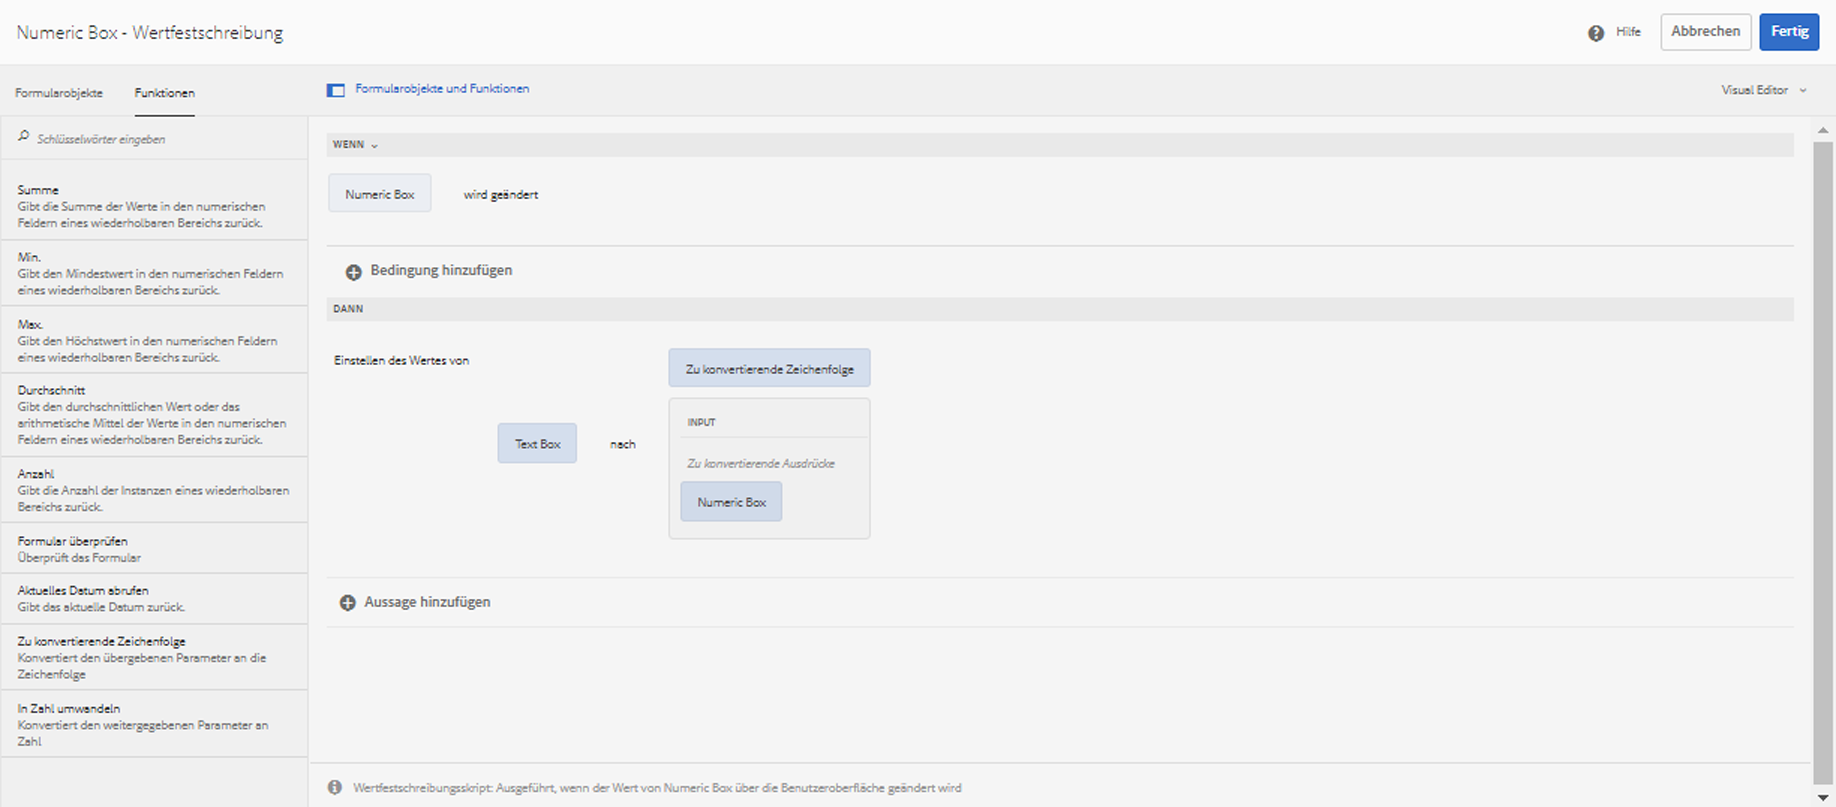 Numeric Box - Wertfestschreibung
Hilfe
Abbrechen
Fertig
Formularobjekte
Funktionen
Formularobjekte und Funktionen
Visual Editor
Schlüsselwörter eingeben
Summe
Gibt die Summe der Werte in den numerischen
Feldern eines wiederholbaren Bereichs zurück.
Min.
Gibt den Mindestwert in den numerischen Feldern
eines wiederholbaren Bereichs zurück.
Max.
Gibt den Höchstwert in den numerischen Feldern
eines wiederholbaren Bereichs zurück.
Durchschnitt
Gibt den durchschnittlichen Wert oder das
arithmetische Mittel der Werte in den numerischen
Feldern eines wiederholbaren Bereichs zurück.
Anzahl
Gibt die Anzahl der Instanzen eines wiederholbaren
Bereichs zurück.
Formular überprüfen
Überprüft das Formular
Aktuelles Datum abrufen
Gibt das aktuelle Datum zurück.
Zu konvertierende Zeichenfolge
Konvertiert den übergebenen Parameter an die
Zeichenfolge
In Zahl umwandeln
Konvertiert den weitergegebenen Parameter an
Zahl
WENN
Numeric Box wird geändert
Bedingung hinzufügen
DANN
Einstellen des Wertes von
Zu konvertierende Zeichenfolge
INPUT
Text Box nach
Zu konvertierende Ausdrücke
Numeric Box
Aussage hinzufügen
Wertfestschreibungsskript: Ausgeführt, wenn der Wert von Numeric Box über die Benutzeroberfläche geändert wird